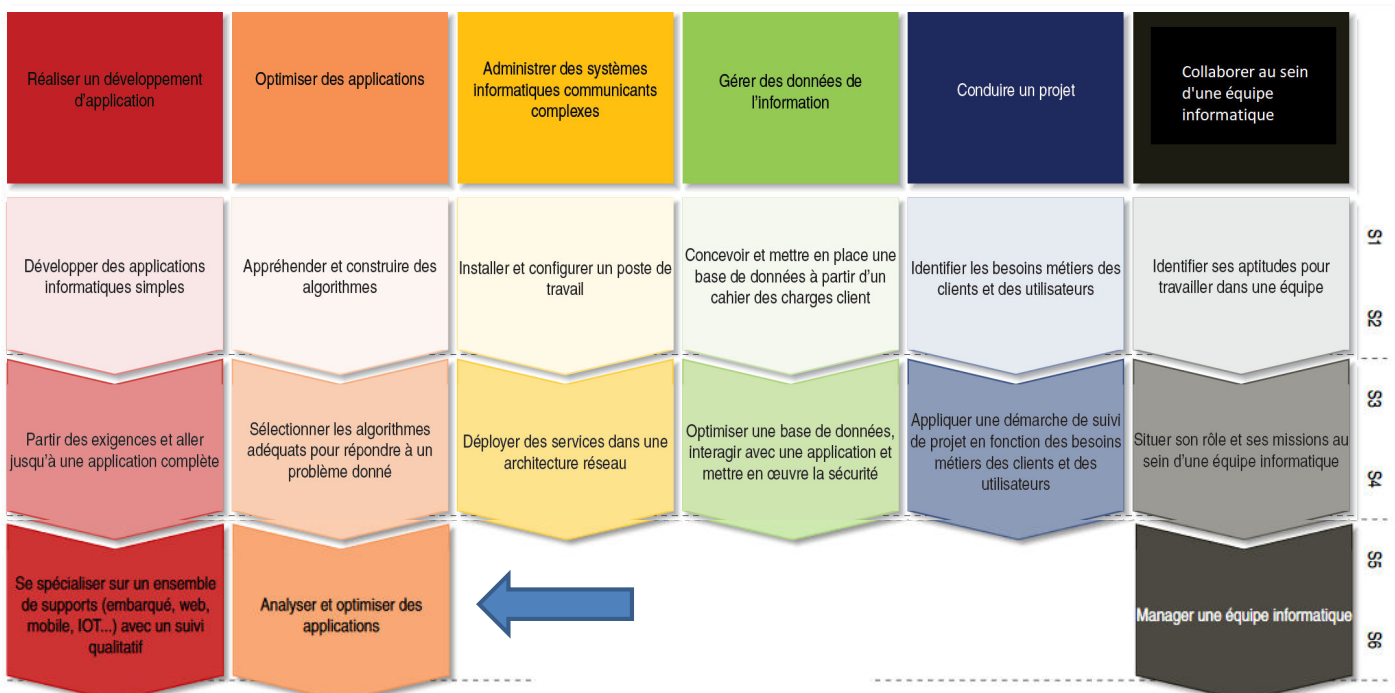 Réaliser un développement
d'application
Optimiser des applications
Administrer des systèmes
informatiques communicants
complexes
Gérer des données de
l'information
Conduire un projet
Collaborer au sein
d'une équipe
informatique
Développer des applications
informatiques simples
Appréhender et construire des
algorithmes
Installer et configurer un poste de
travail
Concevoir et mettre en place une
base de données à partir d'un
cahier des charges client
Identifier les besoins métiers des
clients et des utilisateurs
Identifier ses aptitudes pour
travailler dans une équipe
S1
S2
Partir des exigences et aller
jusqu'à une application complète
Sélectionner les algorithmes
adéquats pour répondre à un
problème donné
Déployer des services dans une
architecture réseau
Optimiser une base de données,
interagir avec une application et
mettre en œuvre la sécurité
Appliquer une démarche de suivi
de projet en fonction des besoins
métiers des clients et des
utilisateurs
Situer son rôle et ses missions au
sein d'une équipe informatique
S3
S4
Se spécialiser sur un ensemble
de supports (embarqué, web,
mobile, IOT...) avec un suivi
qualitatif
Analyser et optimiser des
applications
Manager une équipe informatique
S5
S6